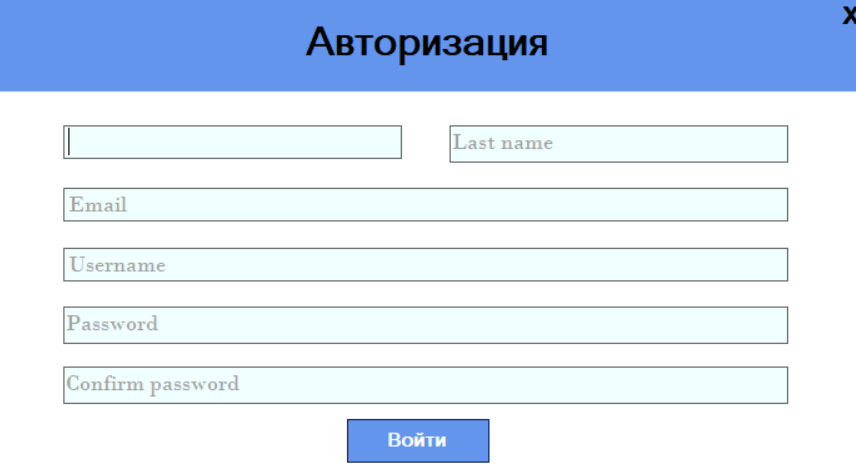 x
Авторизация
Last name
Email
Username
Password
Confirm password
Войти